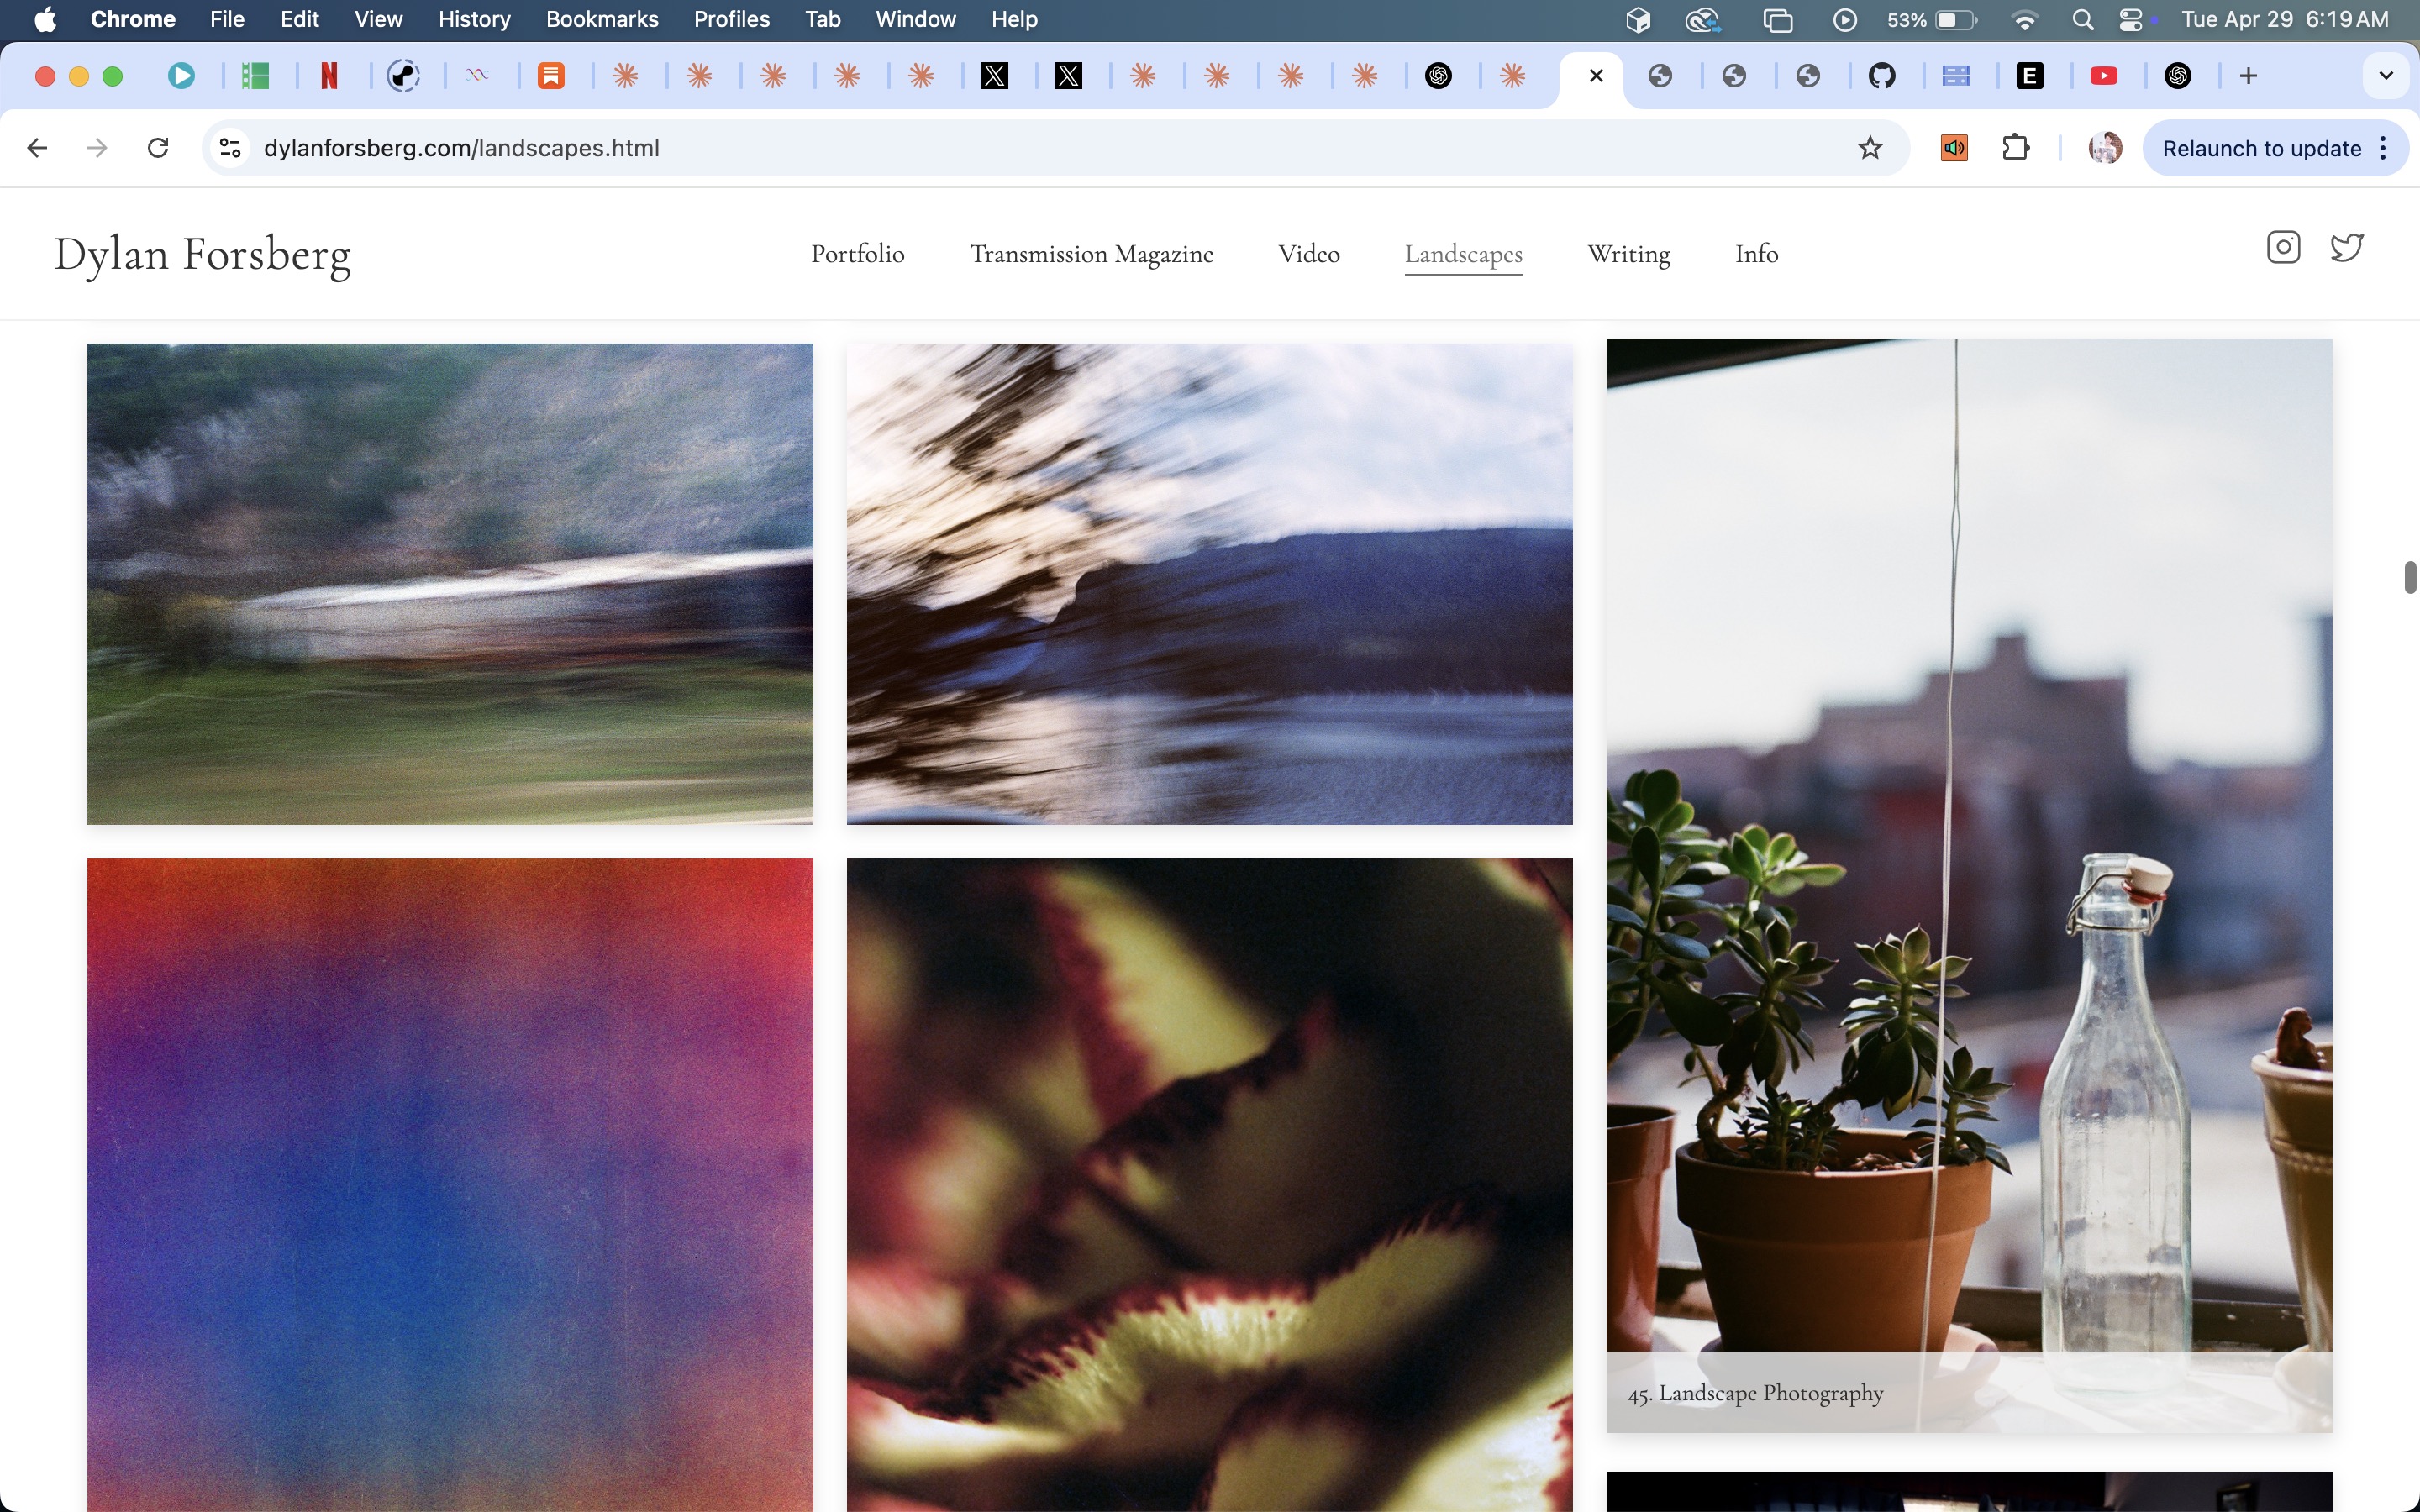 Chrome File Edit View History Bookmarks Profiles Tab Window Help 53% Tue Apr 29 6:19 AM
dylanforsberg.com/landscapes.html Relaunch to update
Dylan Forsberg Portfolio Transmission Magazine Video Landscapes Writing Info
45. Landscape Photography